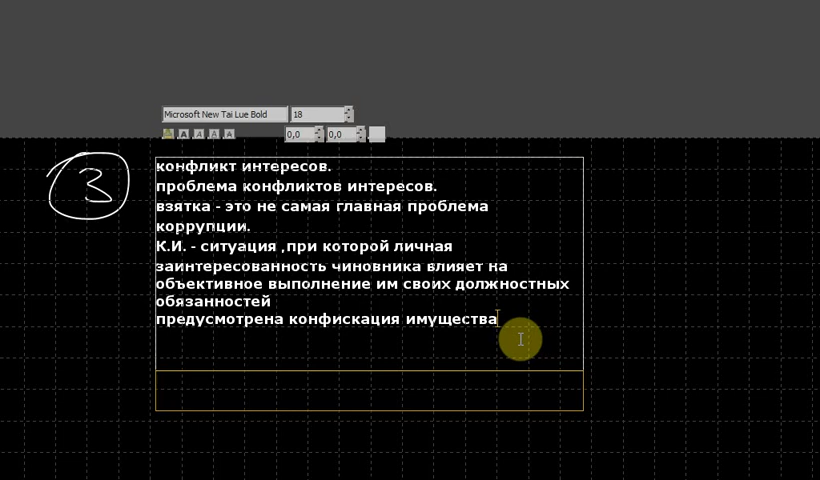 Microsoft New Tai Lue Bold 18
A A A A 0,0 0,0
3
конфликт интересов.
проблема конфликтов интересов.
взятка - это не самая главная проблема
коррупции.
К.И. - ситуация ,при которой личная
заинтересованность чиновника влияет на
объективное выполнение им своих должностных
обязанностей
предусмотрена конфискация имущества